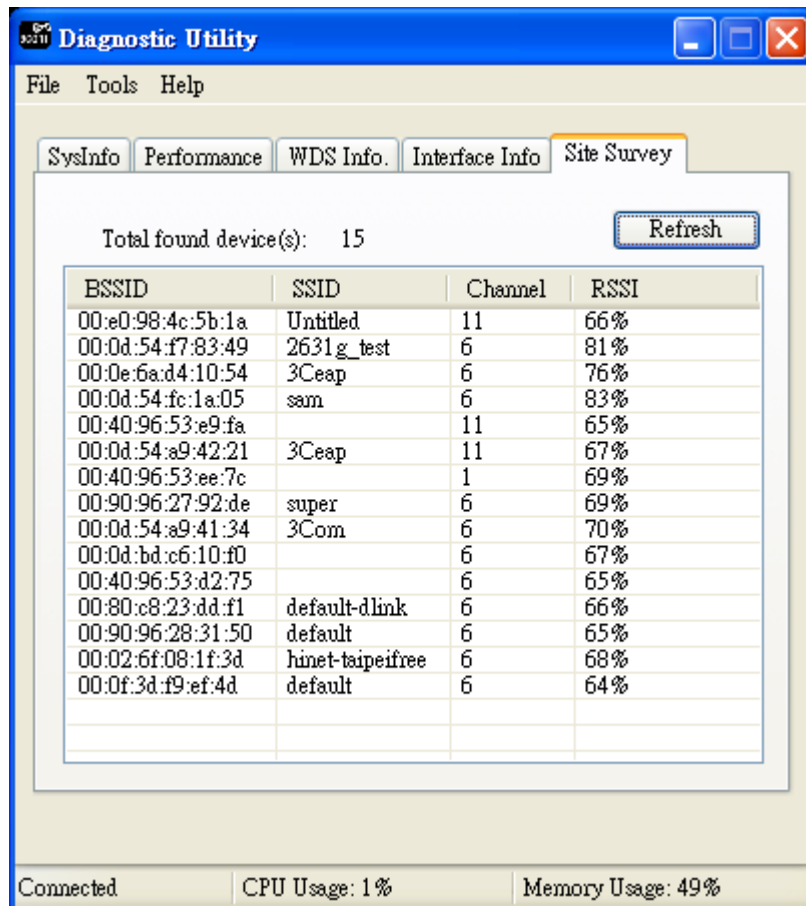 Diagnostic Utility
File Tools Help
SysInfo Performance WDS Info. Interface Info Site Survey
Total found device(s): 15 Refresh
BSSID SSID Channel RSSI
00:e0:98:4c:5b:1a Untitled 11 66%
00:0d:54:f7:83:49 2631g_test 6 81%
00:0e:6a:d4:10:54 3Ceap 6 76%
00:0d:54:fc:1a:05 sam 6 83%
00:40:96:53:e9:fa 11 65%
00:0d:54:a9:42:21 3Ceap 11 67%
00:40:96:53:ee:7c 1 69%
00:90:96:27:92:de super 6 69%
00:0d:54:a9:41:34 3Com 6 70%
00:0d:bd:c6:10:f0 6 67%
00:40:96:53:d2:75 6 65%
00:80:c8:23:dd:f1 default-dlink 6 66%
00:90:96:28:31:50 default 6 65%
00:02:6f:08:1f:3d hinet-taipeifree 6 68%
00:0f:3d:f9:ef:4d default 6 64%
Connected CPU Usage: 1% Memory Usage: 49%